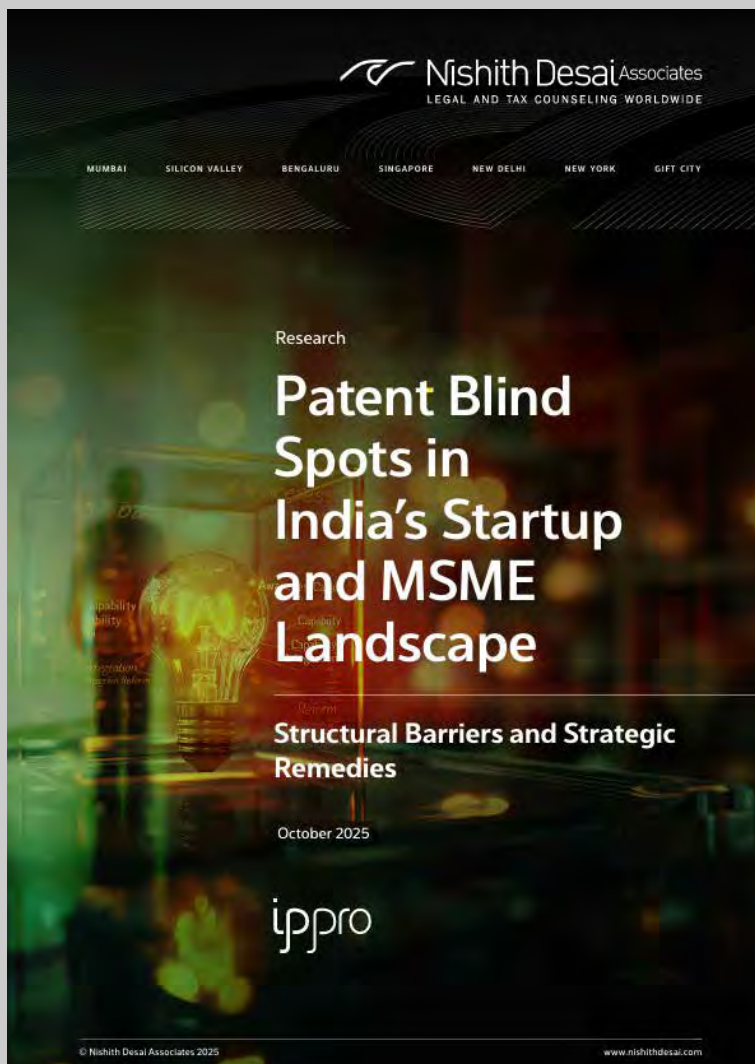 Nishith Desai Associates
LEGAL AND TAX COUNSELING WORLDWIDE
MUMBAI SILICON VALLEY BENGALURU SINGAPORE NEW DELHI NEW YORK GIFT CITY
Research
Patent Blind
Spots in
India's Startup
and MSME
Landscape
Structural Barriers and Strategic
Remedies
October 2025
ippro
Capability
Reform
© Nishith Desai Associates 2025
www.nishithdesai.com